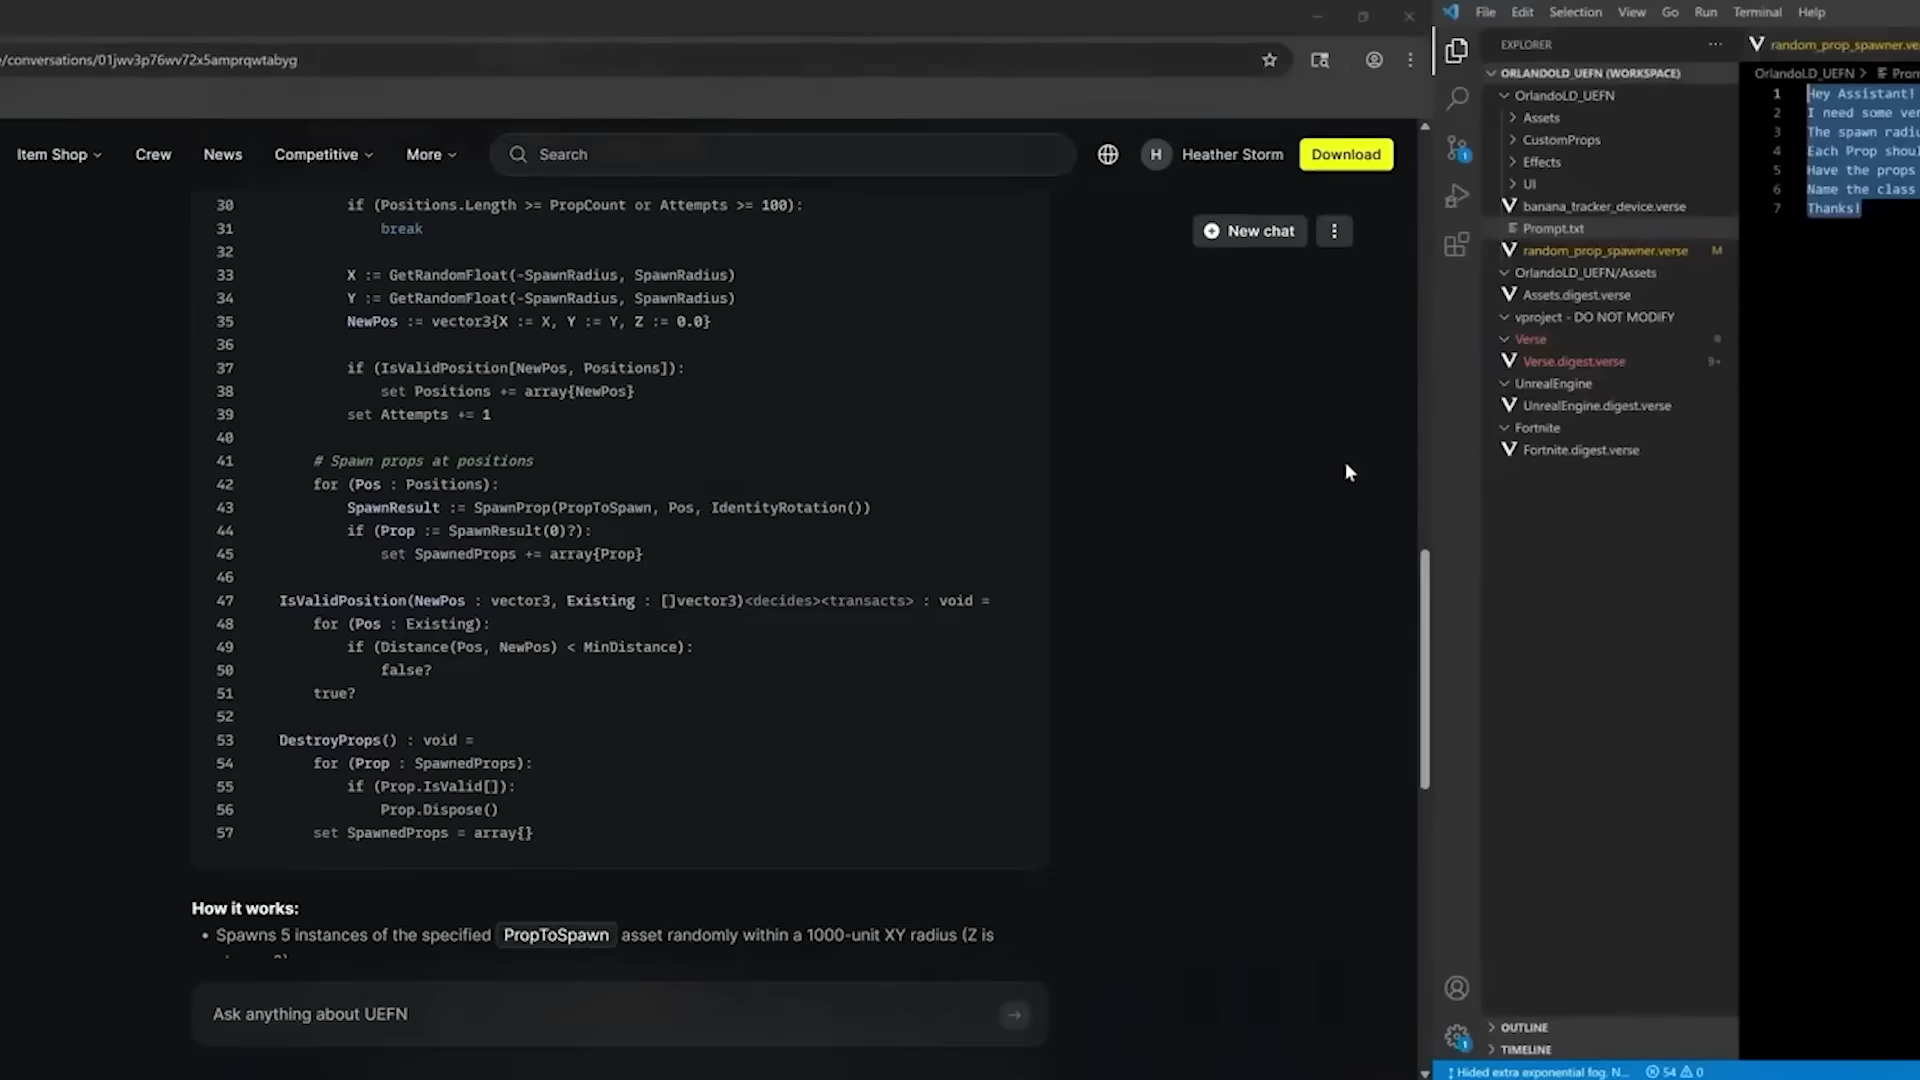 /conversations/01jwv3p76wv72x5amprqwtabyg
Item Shop
Crew
News
Competitive
More
Search
H
Heather Storm
Download
New chat
30 if (Positions.Length >= PropCount or Attempts >= 100):
31 break
32
33 X := GetRandomFloat(-SpawnRadius, SpawnRadius)
34 Y := GetRandomFloat(-SpawnRadius, SpawnRadius)
35 NewPos := vector3{X := X, Y := Y, Z := 0.0}
36
37 if (IsValidPosition[NewPos, Positions]):
38 set Positions += array{NewPos}
39 set Attempts += 1
40
41 # Spawn props at positions
42 for (Pos : Positions):
43 SpawnResult := SpawnProp(PropToSpawn, Pos, IdentityRotation())
44 if (Prop := SpawnResult(0)?):
45 set SpawnedProps += array{Prop}
46
47 IsValidPosition(NewPos : vector3, Existing : []vector3)<decides><transacts> : void =
48 for (Pos : Existing):
49 if (Distance(Pos, NewPos) < MinDistance):
50 false?
51 true?
52
53 DestroyProps() : void =
54 for (Prop : SpawnedProps):
55 if (Prop.IsValid[]):
56 Prop.Dispose()
57 set SpawnedProps = array{}
How it works:
• Spawns 5 instances of the specified PropToSpawn asset randomly within a 1000-unit XY radius (Z is
Ask anything about UEFN
File Edit Selection View Go Run Terminal Help
EXPLORER
ORLANDOLD_UEFN (WORKSPACE)
OrlandoLD_UEFN
Assets
CustomProps
Effects
UI
banana_tracker_device.verse
Prompt.txt
random_prop_spawner.verse M
OrlandoLD_UEFN/Assets
Assets.digest.verse
vproject - DO NOT MODIFY
Verse
Verse.digest.verse 9+
UnrealEngine
UnrealEngine.digest.verse
Fortnite
Fortnite.digest.verse
OUTLINE
TIMELINE
1
1
random_prop_spawner.ve
OrlandoLD_UEFN > Pron
1 Hey Assistant!
2 I need some ver
3 The spawn radiu
4 Each Prop shoul
5 Have the props
6 Name the class
7 Thanks!
Hided extra exponential fog. N... 54 0